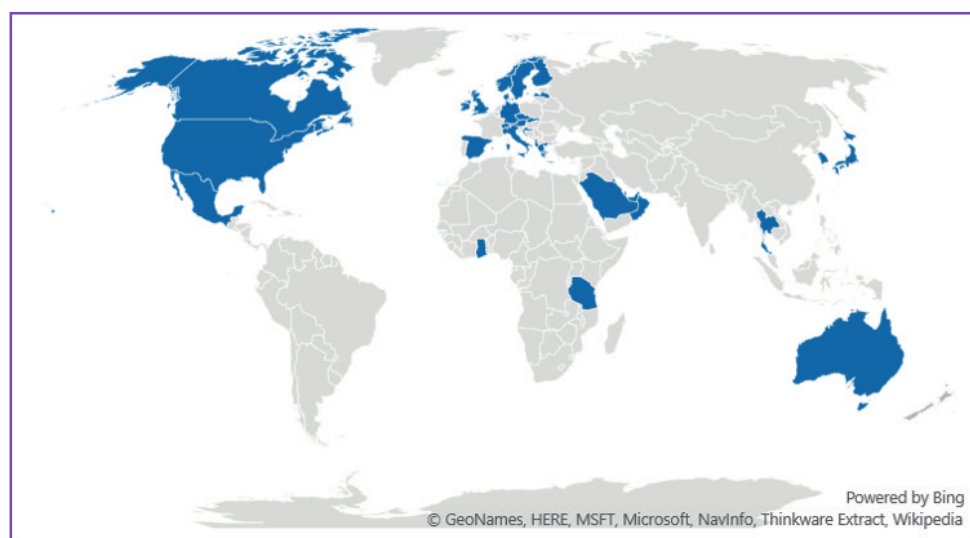 Powered by Bing
© GeoNames, HERE, MSFT, Microsoft, NavInfo, Thinkware Extract, Wikipedia